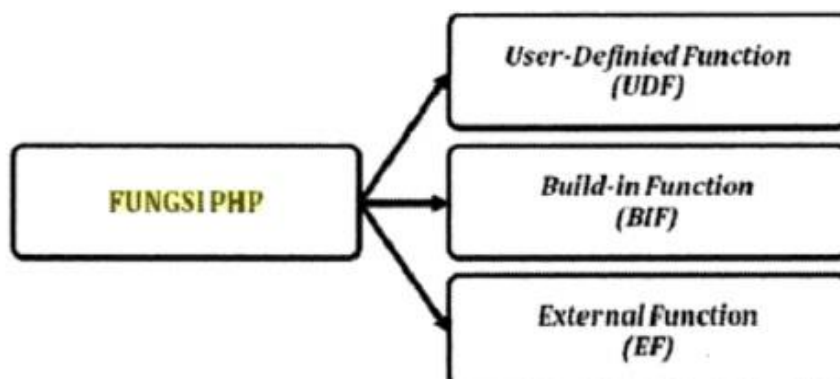 User-Definied Function
(UDF)
FUNGSI PHP
Build-in Function
(BIF)
External Function
(EF)